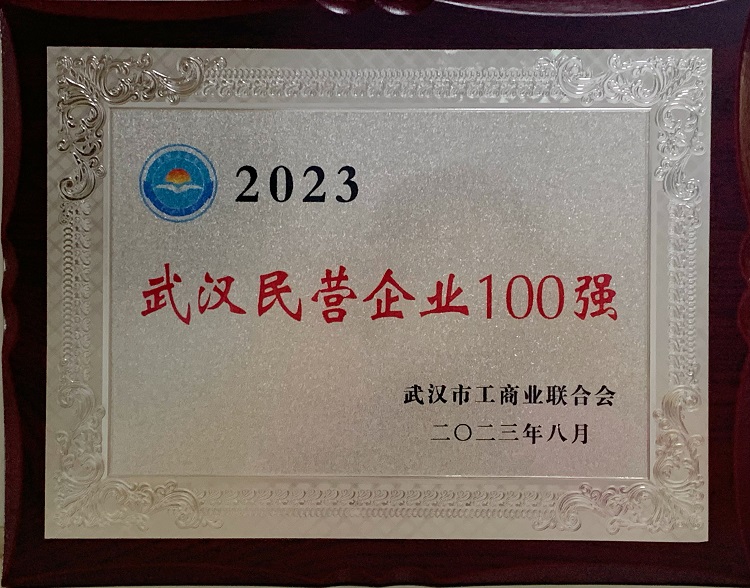 2023
武汉民营企业100强
武汉市工商业联合会
二〇二三年八月